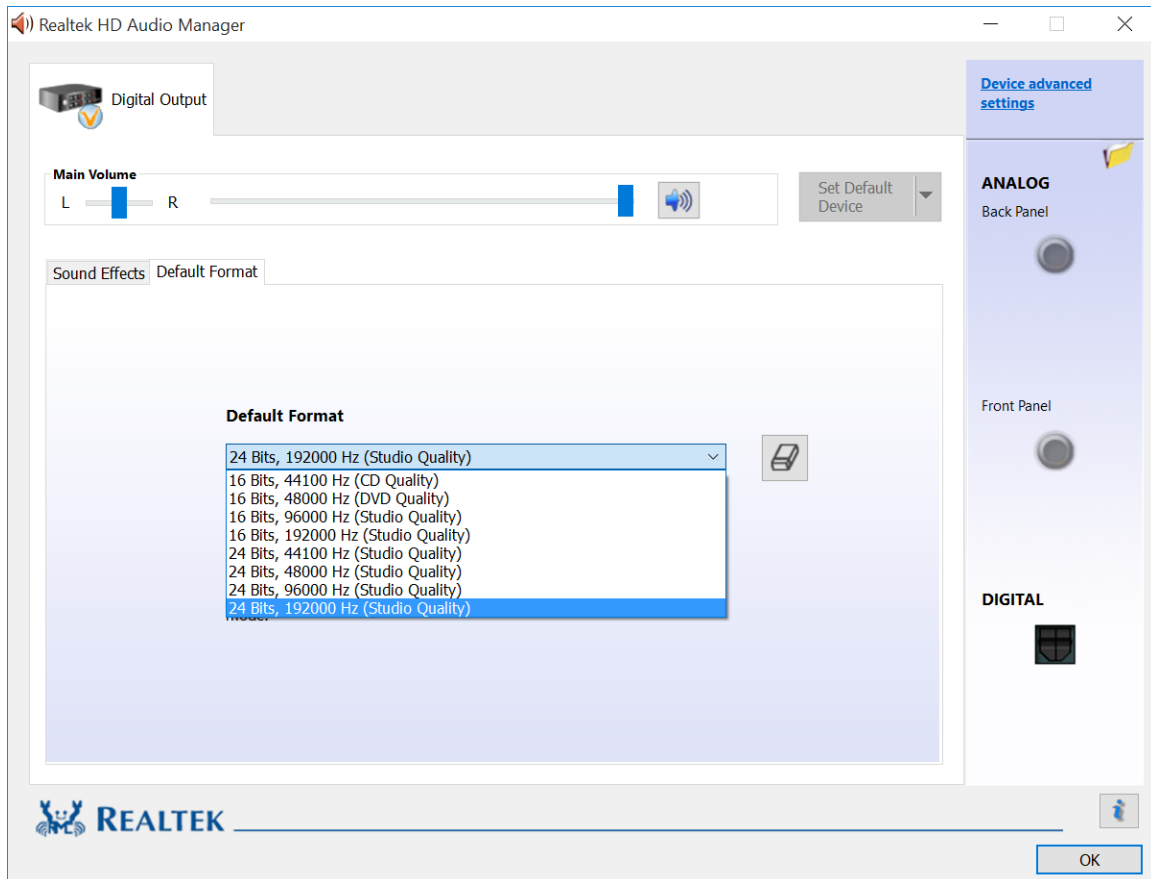 Realtek HD Audio Manager
Digital Output
Device advanced
settings
Main Volume
L
R
Set Default
Device
ANALOG
Back Panel
Sound Effects
Default Format
Default Format
24 Bits, 192000 Hz (Studio Quality)
16 Bits, 44100 Hz (CD Quality)
16 Bits, 48000 Hz (DVD Quality)
16 Bits, 96000 Hz (Studio Quality)
16 Bits, 192000 Hz (Studio Quality)
24 Bits, 44100 Hz (Studio Quality)
24 Bits, 48000 Hz (Studio Quality)
24 Bits, 96000 Hz (Studio Quality)
24 Bits, 192000 Hz (Studio Quality)
Front Panel
DIGITAL
REALTEK
OK